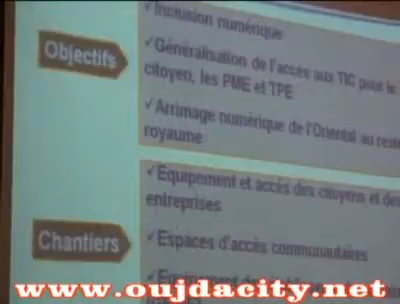 ✓Inclusion numérique
Objectifs
✓Généralisation de l'accès aux TIC pour le
citoyen, les PME et TPE
✓Arrimage numérique de l'Oriental au reste
royaume
✓Equipement et accès des citoyens et des
entreprises
Chantiers
✓Espaces d'accès communautaires
✓Equipement
www.oujdacity.net